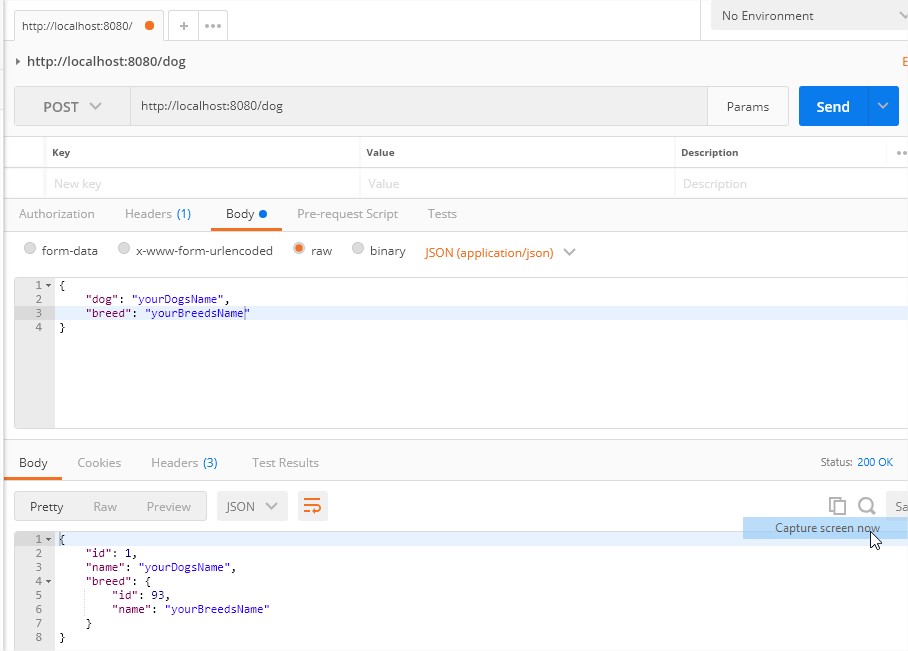 http://localhost:8080/
No Environment
http://localhost:8080/dog
E
POST http://localhost:8080/dog Params Send
Key Value Description
New key Value Description
Authorization Headers (1) Body Pre-request Script Tests
form-data x-www-form-urlencoded raw binary JSON (application/json)
1 {
2 "dog": "yourDogsName",
3 "breed": "yourBreedsName"
4 }
Body Cookies Headers (3) Test Results Status: 200 OK
Pretty Raw Preview JSON Sa
Capture screen now
1 {
2 "id": 1,
3 "name": "yourDogsName",
4 "breed": {
5 "id": 93,
6 "name": "yourBreedsName"
7 }
8 }